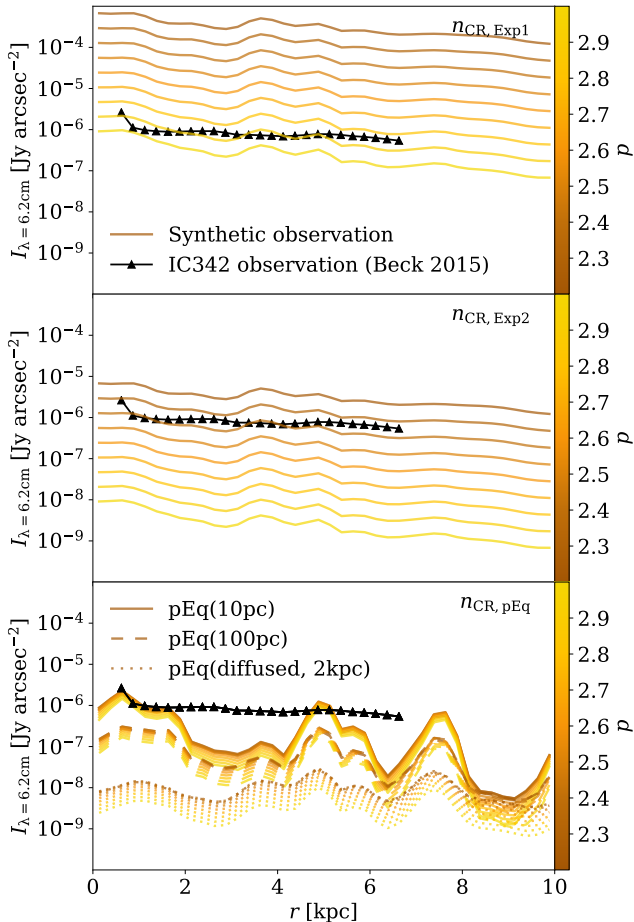 n_CR, Exp1
10^−4
10^−5
10^−6
10^−7
10^−8
10^−9
I_λ = 6.2cm [Jy arcsec^−2]
Synthetic observation
IC342 observation (Beck 2015)
2.9
2.8
2.7
2.6
2.5
2.4
2.3
p
n_CR, Exp2
10^−4
10^−5
10^−6
10^−7
10^−8
10^−9
I_λ = 6.2cm [Jy arcsec^−2]
2.9
2.8
2.7
2.6
2.5
2.4
2.3
p
n_CR, pEq
10^−4
10^−5
10^−6
10^−7
10^−8
10^−9
I_λ = 6.2cm [Jy arcsec^−2]
pEq(10pc)
pEq(100pc)
pEq(diffused, 2kpc)
2.9
2.8
2.7
2.6
2.5
2.4
2.3
p
0 2 4 6 8 10
r [kpc]